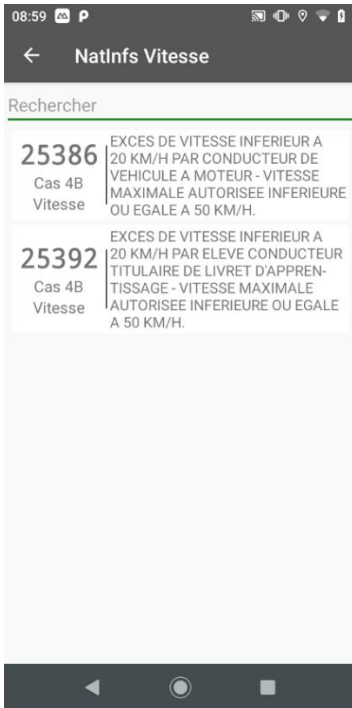 08:59
NatInfs Vitesse
Rechercher
25386
Cas 4B
Vitesse
EXCES DE VITESSE INFERIEUR A
20 KM/H PAR CONDUCTEUR DE
VEHICULE A MOTEUR - VITESSE
MAXIMALE AUTORISEE INFERIEURE
OU EGALE A 50 KM/H.
25392
Cas 4B
Vitesse
EXCES DE VITESSE INFERIEUR A
20 KM/H PAR ELEVE CONDUCTEUR
TITULAIRE DE LIVRET D'APPREN-
TISSAGE - VITESSE MAXIMALE
AUTORISEE INFERIEURE OU EGALE
A 50 KM/H.